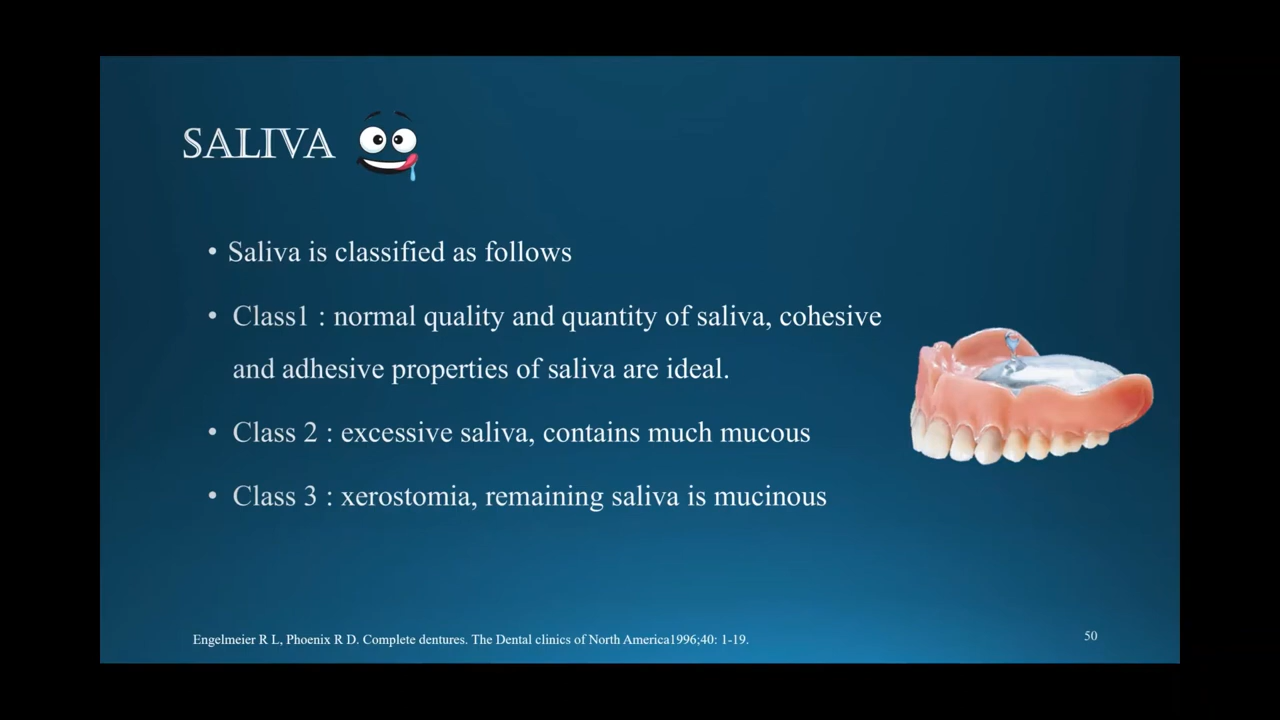 SALIVA
• Saliva is classified as follows
• Class1 : normal quality and quantity of saliva, cohesive
and adhesive properties of saliva are ideal.
• Class 2 : excessive saliva, contains much mucous
• Class 3 : xerostomia, remaining saliva is mucinous
Engelmeier R L, Phoenix R D. Complete dentures. The Dental clinics of North America1996;40: 1-19.
50